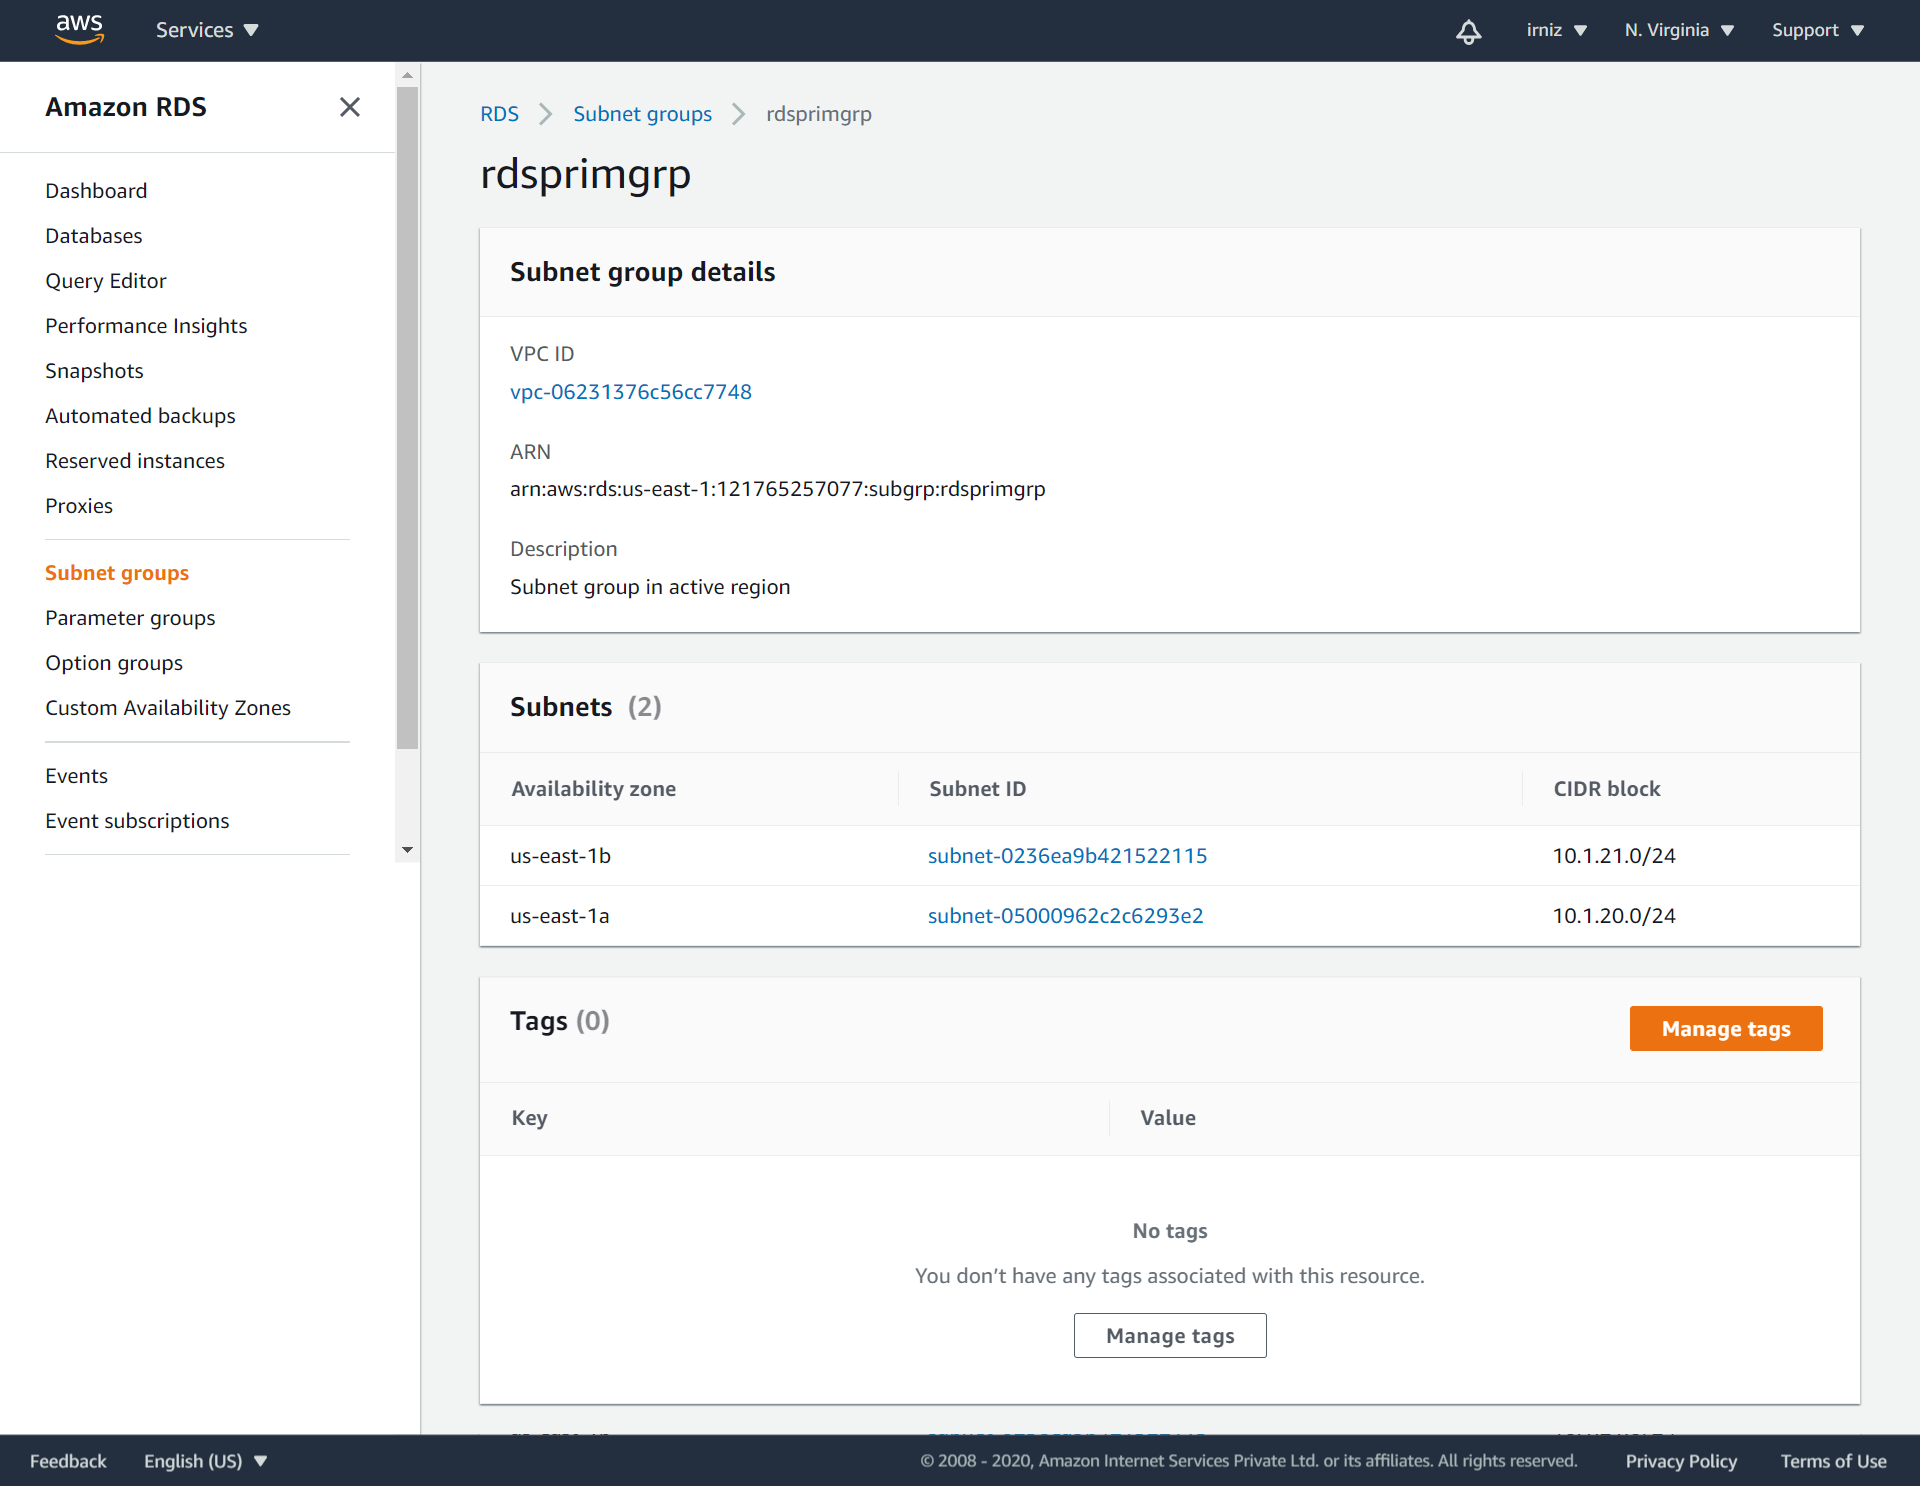 aws
Services
irniz
N. Virginia
Support
Amazon RDS
Dashboard
Databases
Query Editor
Performance Insights
Snapshots
Automated backups
Reserved instances
Proxies
Subnet groups
Parameter groups
Option groups
Custom Availability Zones
Events
Event subscriptions
RDS
Subnet groups
rdsprimgrp
rdsprimgrp
Subnet group details
VPC ID
vpc-06231376c56cc7748
ARN
arn:aws:rds:us-east-1:121765257077:subgrp:rdsprimgrp
Description
Subnet group in active region
Subnets (2)
Availability zone Subnet ID CIDR block
us-east-1b subnet-0236ea9b421522115 10.1.21.0/24
us-east-1a subnet-05000962c2c6293e2 10.1.20.0/24
Tags (0)
Manage tags
Key Value
No tags
You don’t have any tags associated with this resource.
Manage tags
Feedback
English (US)
© 2008 - 2020, Amazon Internet Services Private Ltd. or its affiliates. All rights reserved.
Privacy Policy
Terms of Use